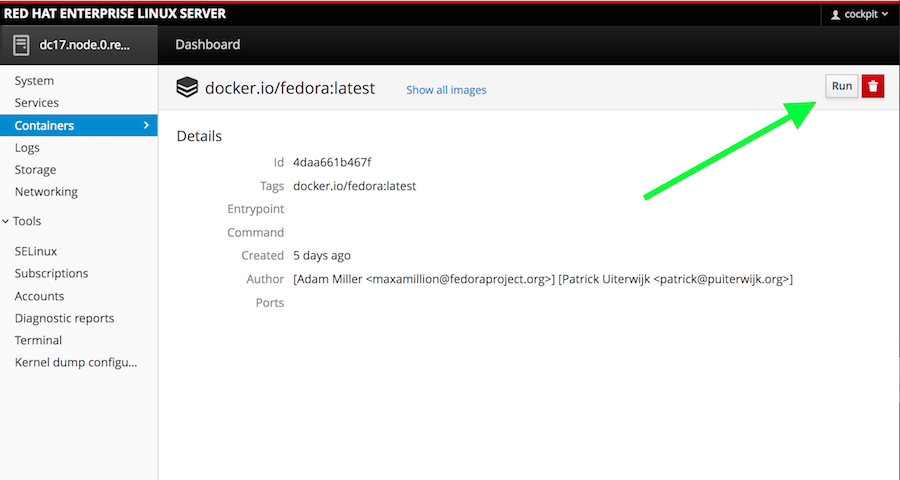 RED HAT ENTERPRISE LINUX SERVER
cockpit
dc17.node.0.re...
Dashboard
System
Services
Containers
Logs
Storage
Networking
Tools
SELinux
Subscriptions
Accounts
Diagnostic reports
Terminal
Kernel dump configu...
docker.io/fedora:latest
Show all images
Run
Details
Id 4daa661b467f
Tags docker.io/fedora:latest
Entrypoint
Command
Created 5 days ago
Author [Adam Miller <maxamillion@fedoraproject.org>] [Patrick Uiterwijk <patrick@puiterwijk.org>]
Ports